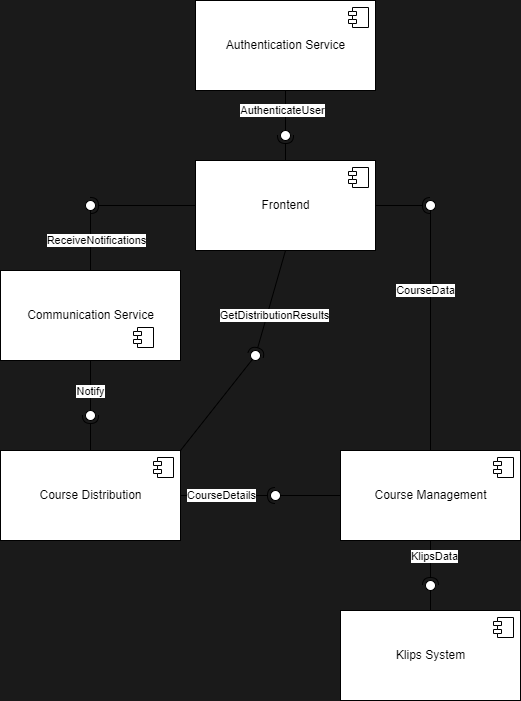 Authentication Service
AuthenticateUser
Frontend
ReceiveNotifications
CourseData
Communication Service
GetDistributionResults
Notify
Course Distribution
CourseDetails
Course Management
KlipsData
Klips System